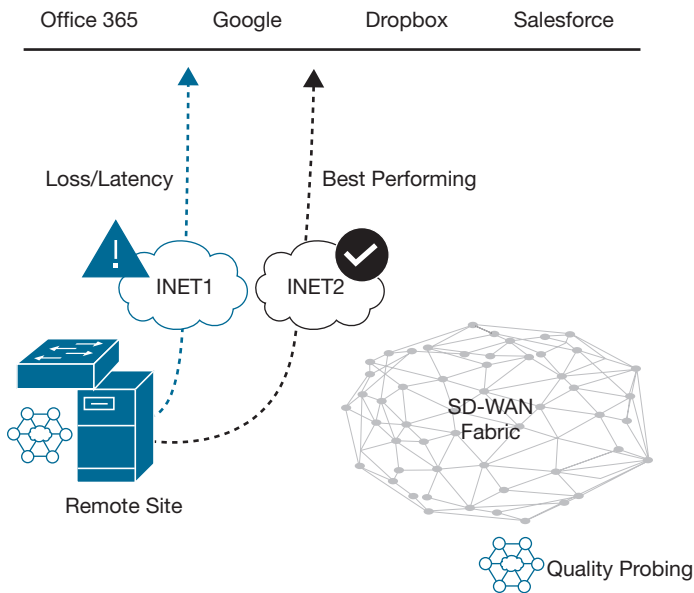 Office 365 Google Dropbox Salesforce
Loss/Latency Best Performing
INET1 INET2
SD-WAN
Fabric
Remote Site
Quality Probing